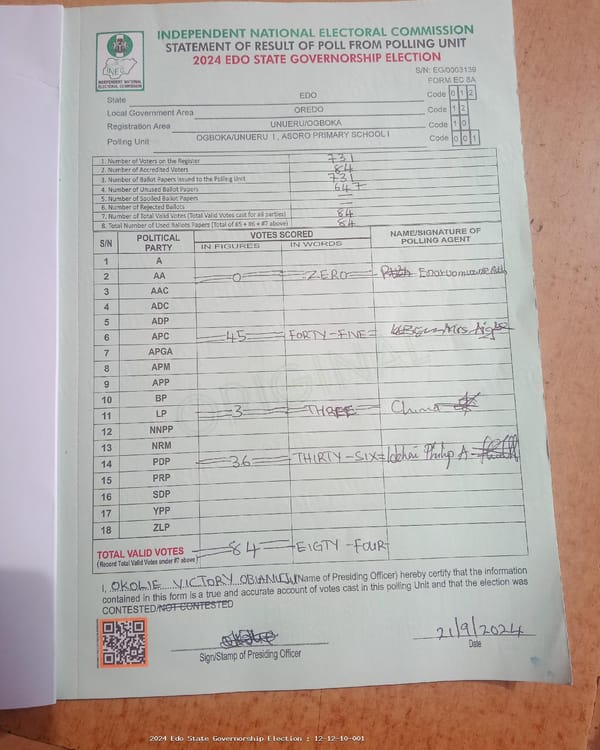 INDEPENDENT NATIONAL ELECTORAL COMMISSION
STATEMENT OF RESULT OF POLL FROM POLLING UNIT
2024 EDO STATE GOVERNORSHIP ELECTION
INEC
INDEPENDENT NATIONAL ELECTORAL COMMISSION
S/N: EG/0003139
FORM EC 8A
State EDO Code 0 1 2
Local Government Area OREDO Code 1 2
Registration Area UNUERU/OGBOKA Code 1 0
Polling Unit OGBOKA/UNUERU 1, ASORO PRIMARY SCHOOL I Code 0 0 1
1. Number of Voters on the Register 731
2. Number of Accredited Voters 84
3. Number of Ballot Papers Issued to the Polling Unit 731
4. Number of Unused Ballot Papers 647
5. Number of Spoiled Ballot Papers —
6. Number of Rejected Ballots —
7. Number of Total Valid Votes (Total Valid Votes cast for all parties) 84
8. Total Number of Used Ballots Papers (Total of #5 + #6 + #7 above) 84
S/N POLITICAL PARTY VOTES SCORED NAME/SIGNATURE OF POLLING AGENT
IN FIGURES IN WORDS
1 A
2 AA 0 ZERO
3 AAC
4 ADC
5 ADP
6 APC 45 FORTY-FIVE Mrs
7 APGA
8 APM
9 APP
10 BP
11 LP 3 THREE
12 NNPP
13 NRM
14 PDP 36 THIRTY-SIX Philip A
15 PRP
16 SDP
17 YPP
18 ZLP
ORIGINAL
TOTAL VALID VOTES 84 EIGTY-FOUR
(Record Total Valid Votes under #7 above)
I, OKOLIE VICTORY (Name of Presiding Officer) hereby certify that the information
contained in this form is a true and accurate account of votes cast in this polling Unit and that the election was
CONTESTED/NOT CONTESTED
21/9/2024
Sign/Stamp of Presiding Officer Date
2024 Edo State Governorship Election : 12-12-10-001